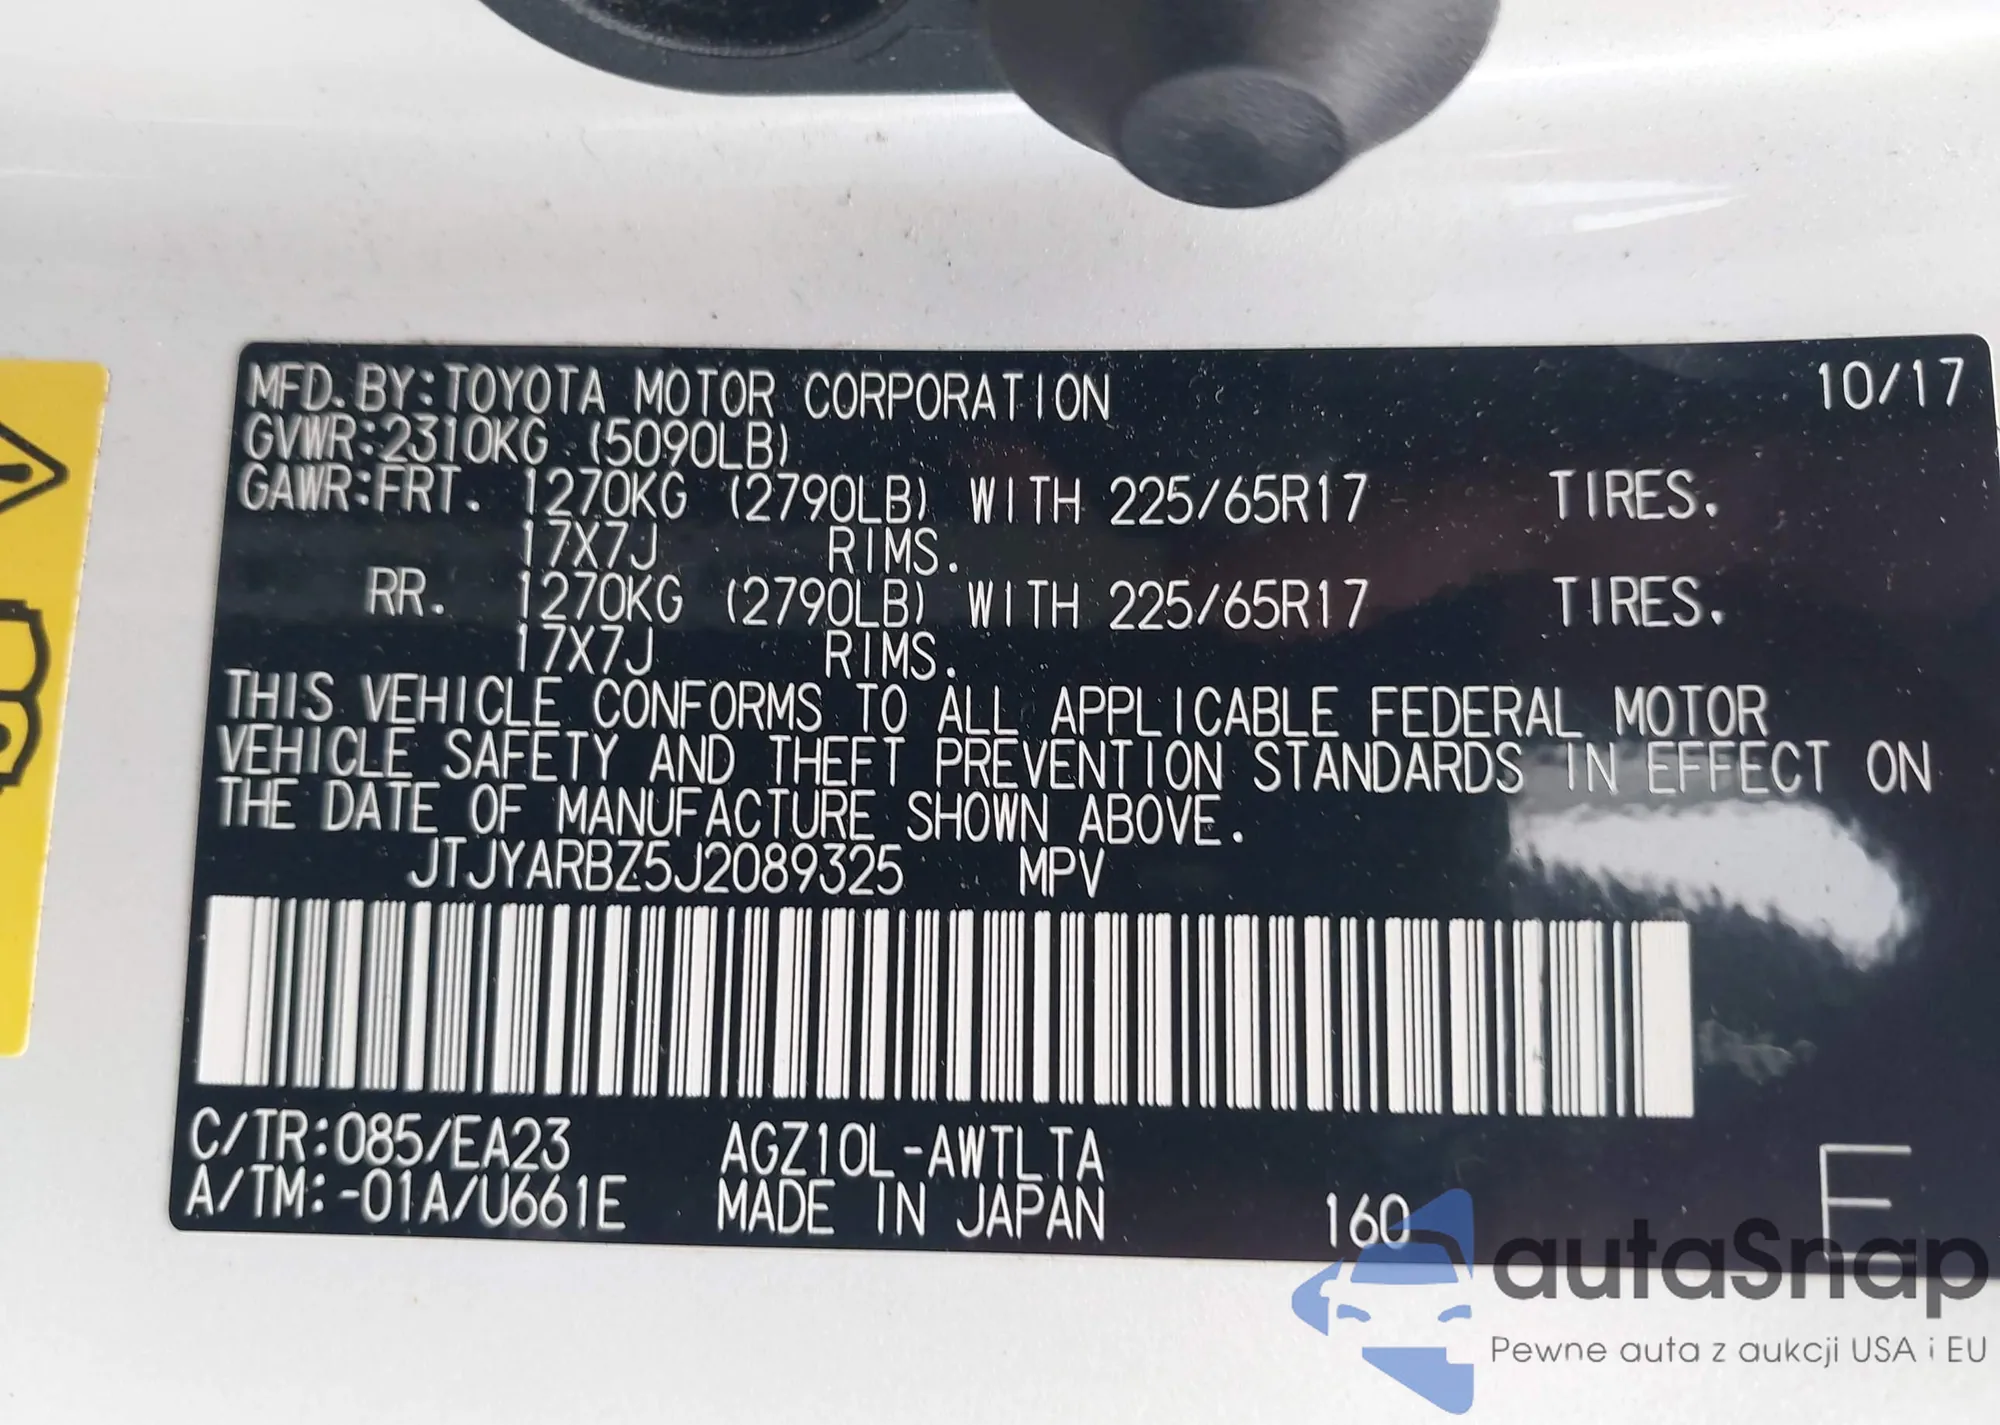 MFD.BY:TOYOTA MOTOR CORPORATION 10/17
GVWR:2310KG (5090LB)
GAWR:FRT. 1270KG (2790LB) WITH 225/65R17 TIRES.
17X7J RIMS.
RR. 1270KG (2790LB) WITH 225/65R17 TIRES.
17X7J RIMS.
THIS VEHICLE CONFORMS TO ALL APPLICABLE FEDERAL MOTOR
VEHICLE SAFETY AND THEFT PREVENTION STANDARDS IN EFFECT ON
THE DATE OF MANUFACTURE SHOWN ABOVE.
JTJYARBZ5J2089325 MPV
C/TR:085/EA23 AGZ10L-AWTLTA
A/TM:-01A/U661E MADE IN JAPAN 160 E
autaSnap
Pewne auta z aukcji USA i EU